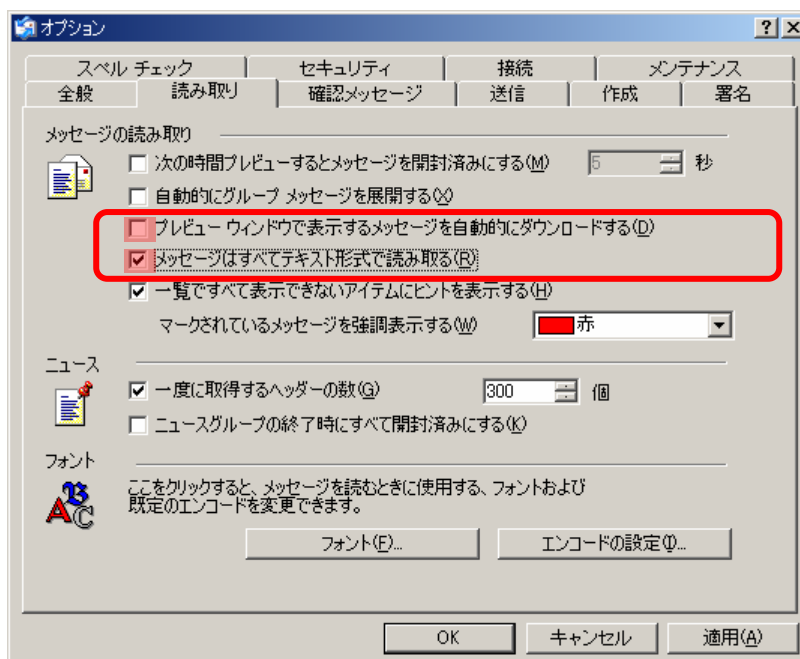 オプション
スペル チェック セキュリティ 接続 メンテナンス
全般 読み取り 確認メッセージ 送信 作成 署名
メッセージの読み取り
次の時間プレビューするとメッセージを開封済みにする(M) 5 秒
自動的にグループ メッセージを展開する(X)
プレビュー ウィンドウで表示するメッセージを自動的にダウンロードする(D)
メッセージはすべてテキスト形式で読み取る(R)
一覧ですべて表示できないアイテムにヒントを表示する(H)
マークされているメッセージを強調表示する(W) 赤
ニュース
一度に取得するヘッダーの数(G) 300 個
ニュースグループの終了時にすべて開封済みにする(K)
フォント
ここをクリックすると、メッセージを読むときに使用する、フォントおよび
既定のエンコードを変更できます。
フォント(F)... エンコードの設定(I)...
OK キャンセル 適用(A)